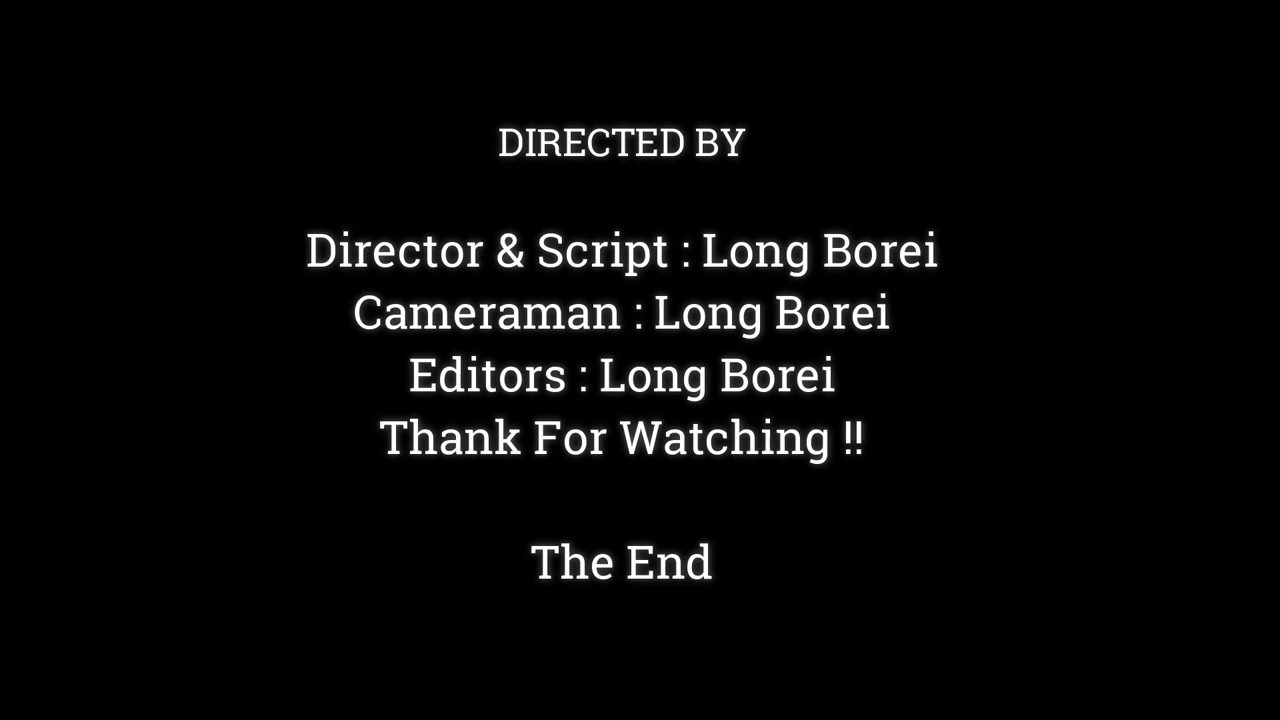 DIRECTED BY
Director & Script : Long Borei
Cameraman : Long Borei
Editors : Long Borei
Thank For Watching !!
The End